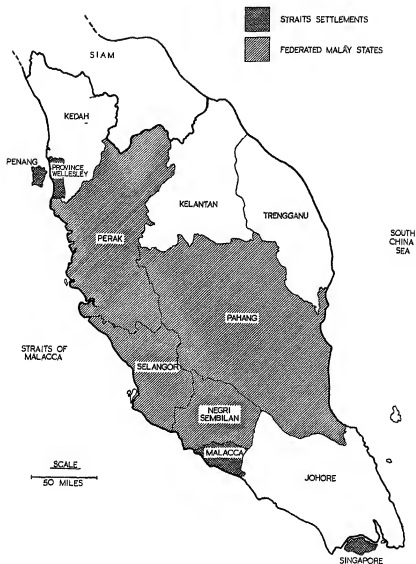 STRAITS SETTLEMENTS
FEDERATED MALAY STATES
SIAM
KEDAH
PENANG
PROVINCE
WELLESLEY
KELANTAN
TRENGGANU
PERAK
SOUTH
CHINA
SEA
PAHANG
STRAITS OF
MALACCA
SELANGOR
NEGRI
SEMBILAN
MALACCA
SCALE
50 MILES
JOHORE
SINGAPORE